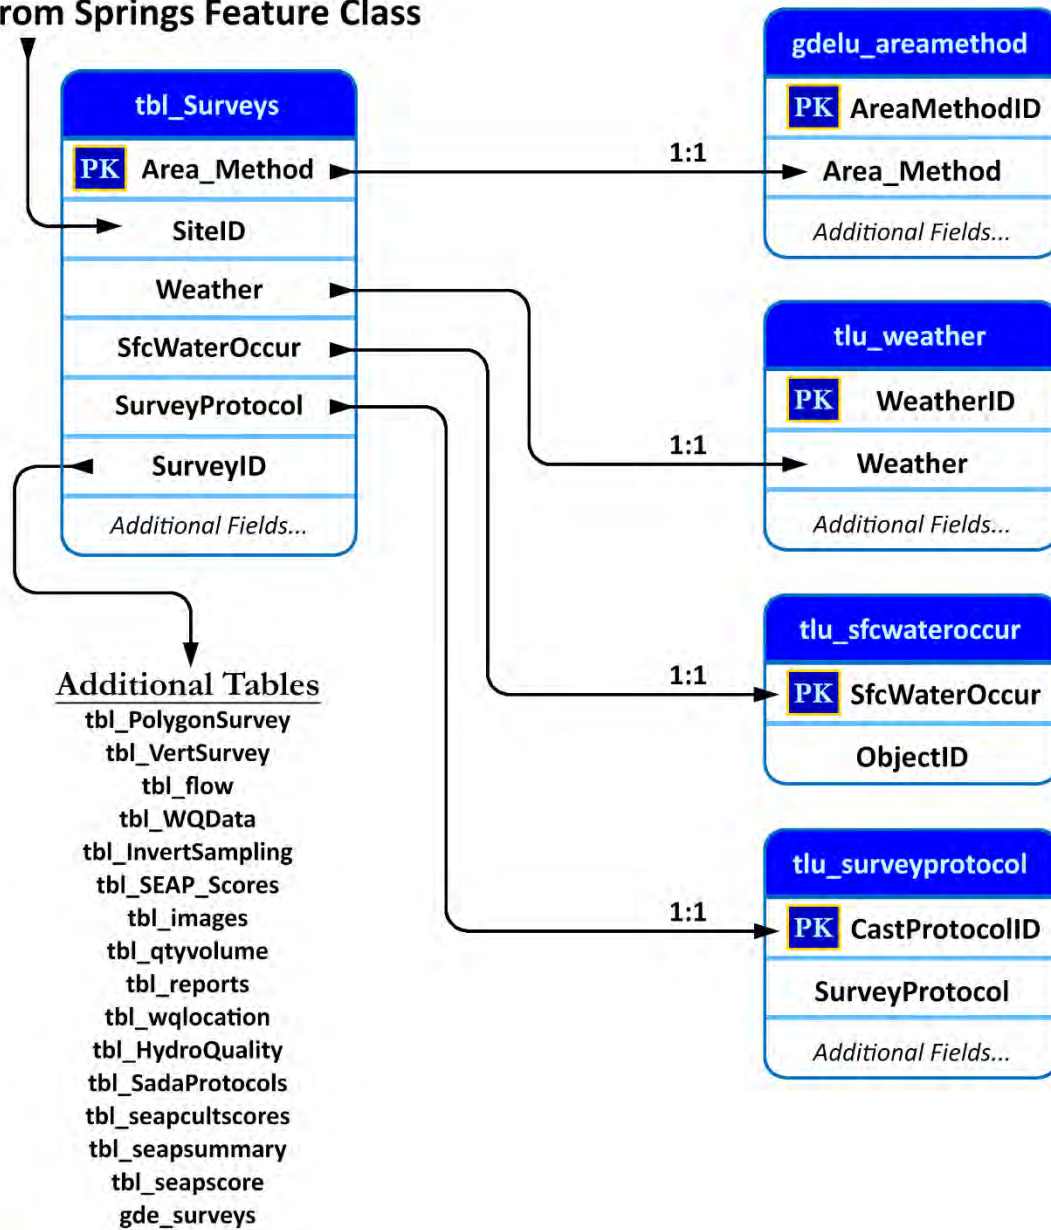 rom Springs Feature Class
tbl_Surveys
PK Area_Method
SiteID
Weather
SfcWaterOccur
SurveyProtocol
SurveyID
Additional Fields...
1:1
gdelu_areamethod
PK AreaMethodID
Area_Method
Additional Fields...
1:1
tlu_weather
PK WeatherID
Weather
Additional Fields...
1:1
tlu_sfcwateroccur
PK SfcWaterOccur
ObjectID
1:1
tlu_surveyprotocol
PK CastProtocolID
SurveyProtocol
Additional Fields...
Additional Tables
tbl_PolygonSurvey
tbl_VertSurvey
tbl_flow
tbl_WQData
tbl_InvertSampling
tbl_SEAP_Scores
tbl_images
tbl_qtyvolume
tbl_reports
tbl_wqlocation
tbl_HydroQuality
tbl_SadaProtocols
tbl_seapcultscores
tbl_seapsummary
tbl_seapscore
gde_surveys